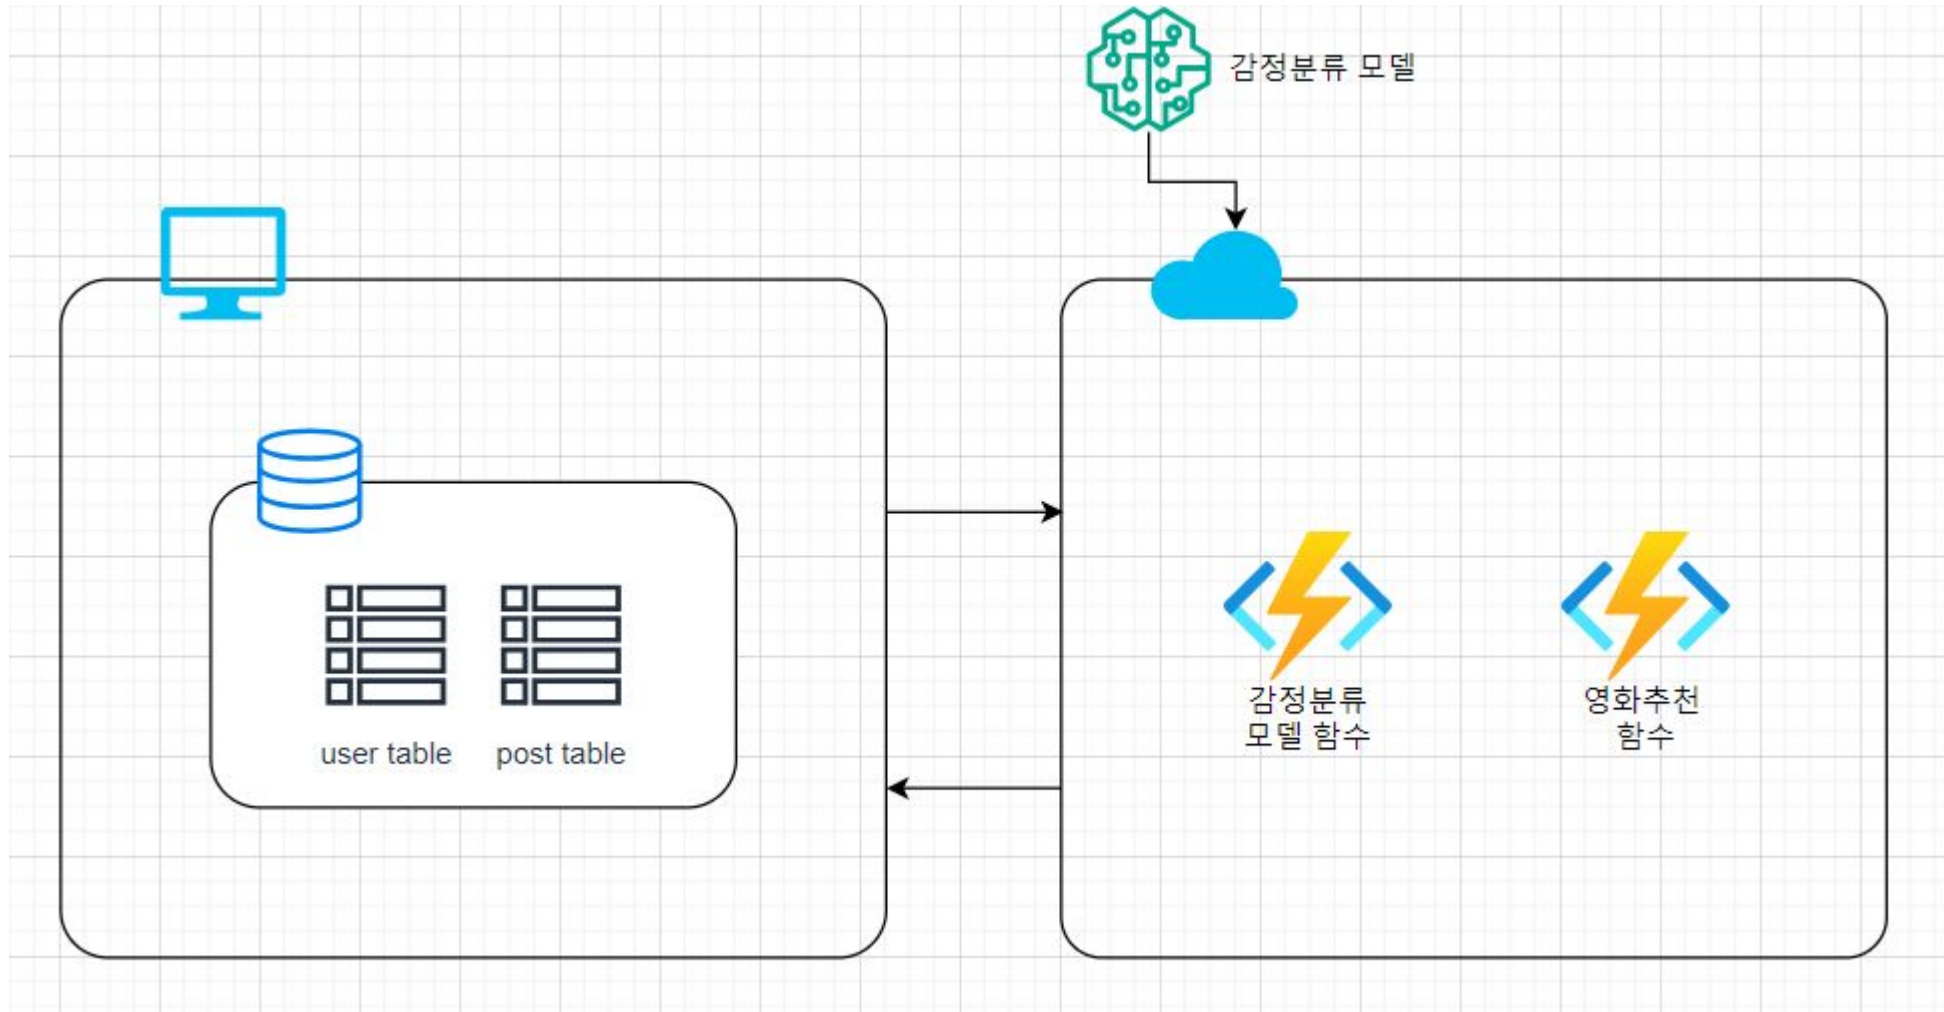 감정분류 모델
user table
post table
감정분류
모델 함수
영화추천
함수